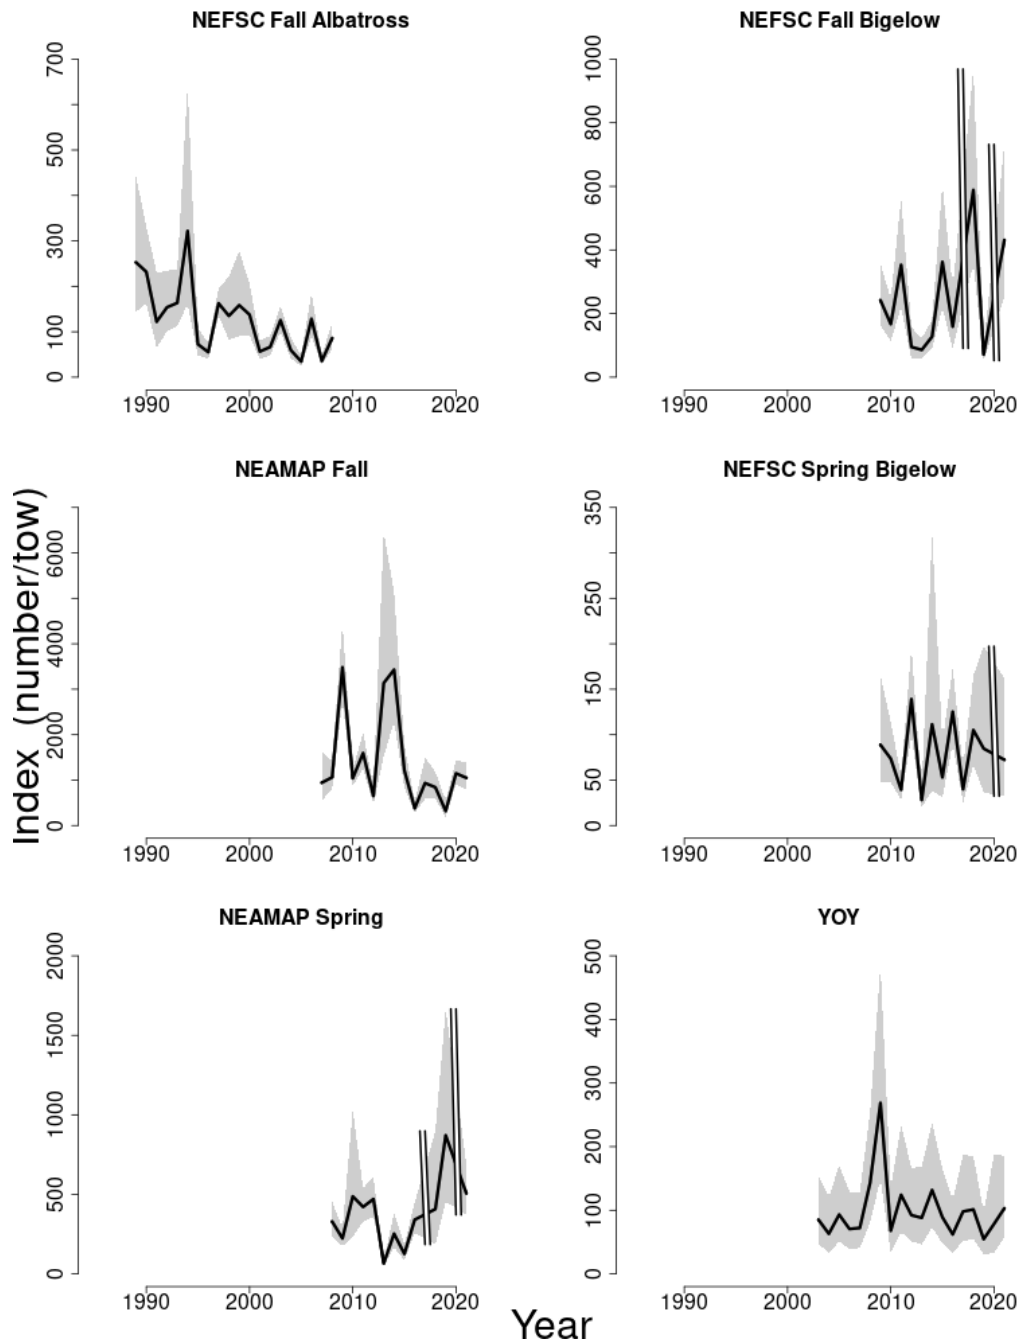 NEFSC Fall Albatross
700
500
300
100
0
1990 2000 2010 2020
NEFSC Fall Bigelow
1000
800
600
400
200
0
1990 2000 2010 2020
NEAMAP Fall
6000
4000
2000
0
1990 2000 2010 2020
NEFSC Spring Bigelow
350
250
150
50
0
1990 2000 2010 2020
NEAMAP Spring
2000
1500
1000
500
0
1990 2000 2010 2020
YOY
500
400
300
200
100
0
1990 2000 2010 2020
Index (number/tow)
Year